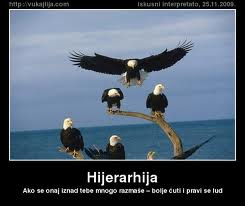 http://vukajlija.com iskusni interpretato, 25.11.2009.
Hijerarhija
Ako se onaj iznad tebe mnogo razmaše – bolje ćuti i pravi se lud